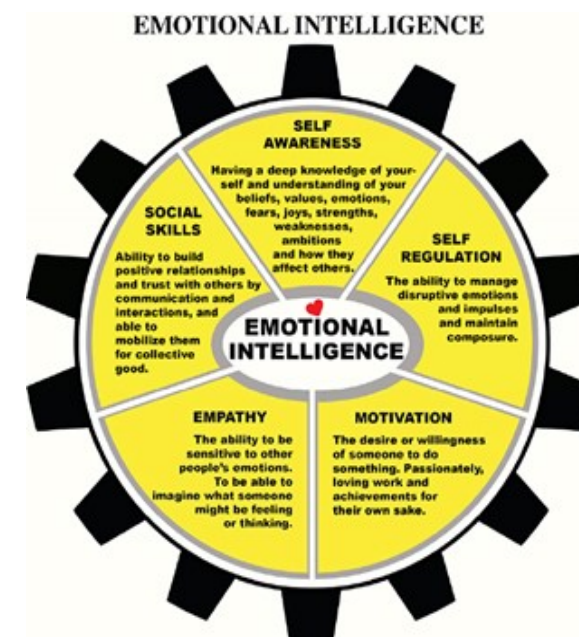 EMOTIONAL INTELLIGENCE
SELF
AWARENESS
Having a deep knowledge of your-
self and understanding of your
beliefs, values, emotions,
fears, joys, strengths,
weaknesses,
ambitions
and how they
affect others.
SELF
REGULATION
The ability to manage
disruptive emotions
and impulses
and maintain
composure.
MOTIVATION
The desire or willingness
of someone to do
something. Passionately,
loving work and
achievements for
their own sake.
EMPATHY
The ability to be
sensitive to other
people's emotions.
To be able to
imagine what someone
might be feeling
or thinking.
SOCIAL
SKILLS
Ability to build
positive relationships
and trust with others by
communication and
interactions, and
able to
mobilize them
for collective
good.
EMOTIONAL
INTELLIGENCE